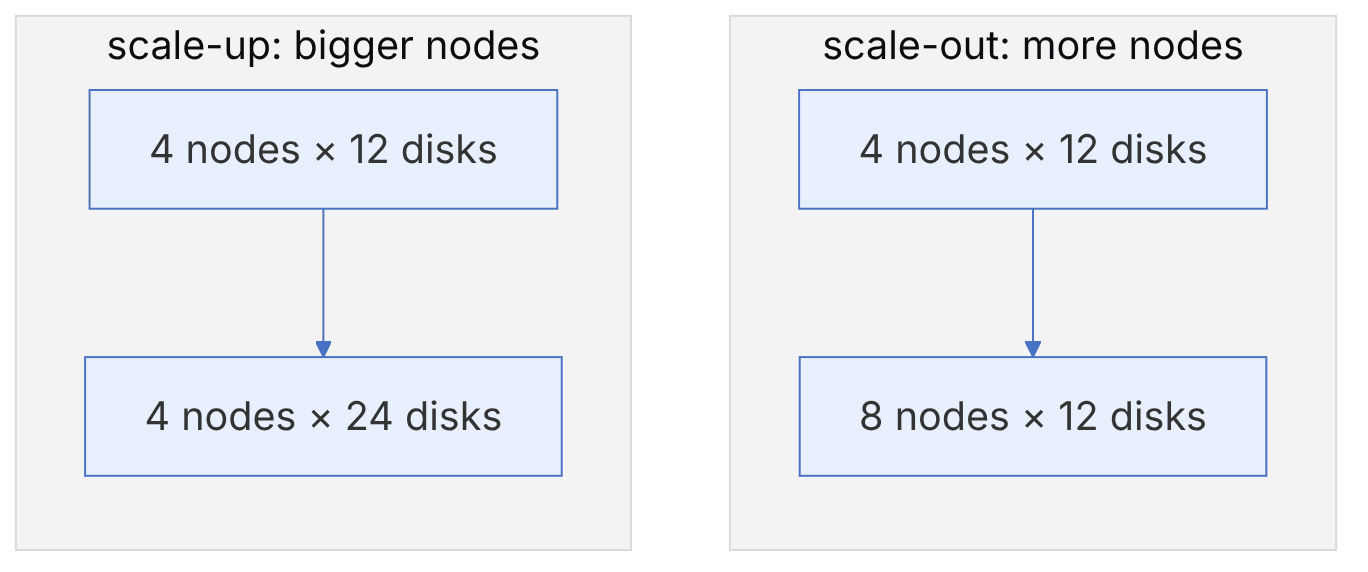 scale-up: bigger nodes
4 nodes × 12 disks
4 nodes × 24 disks
scale-out: more nodes
4 nodes × 12 disks
8 nodes × 12 disks